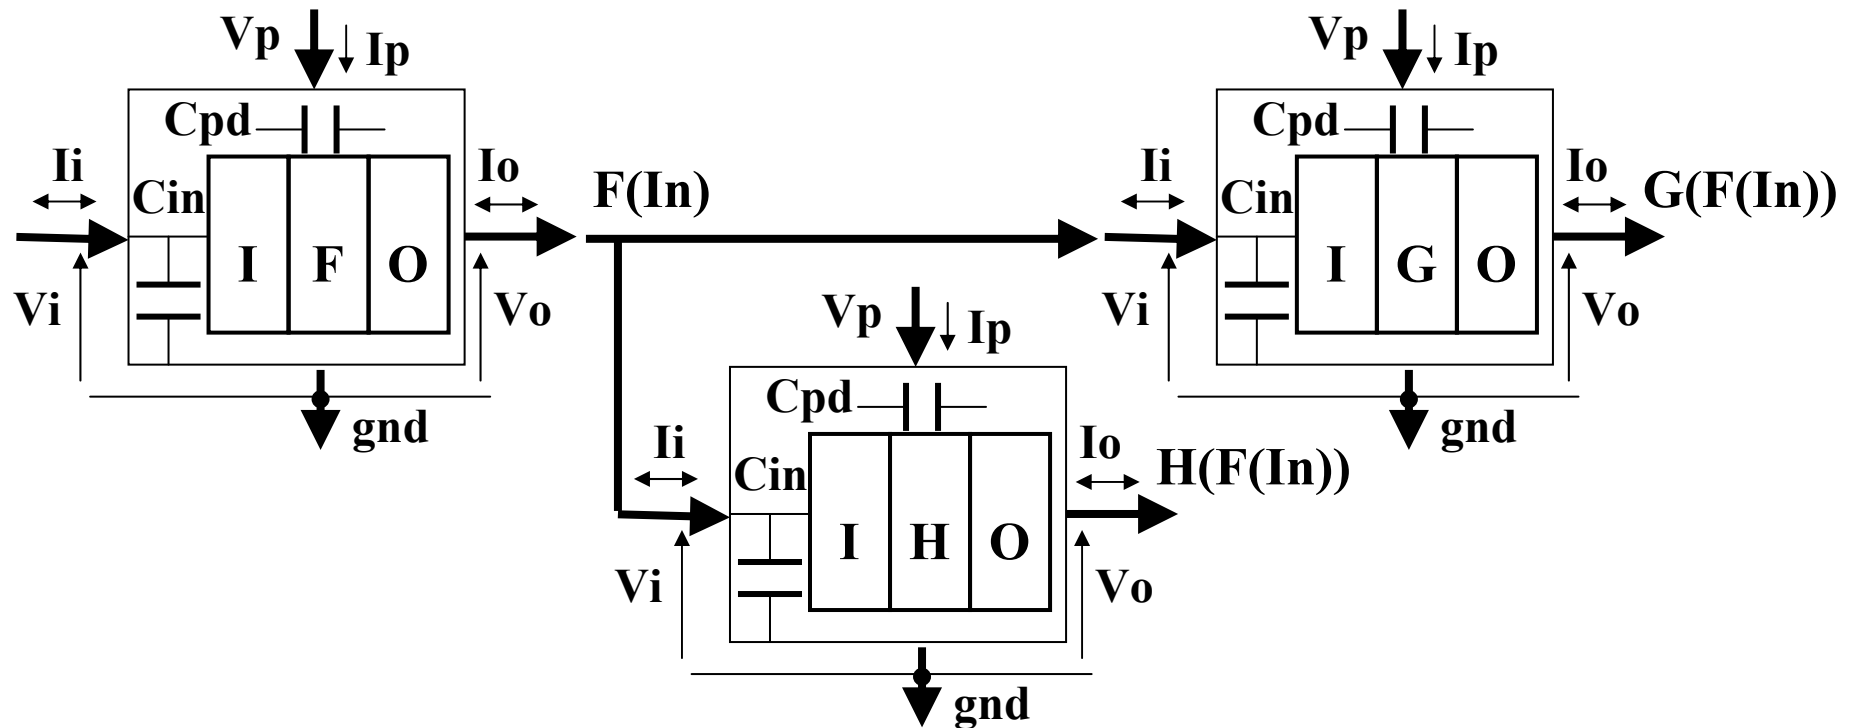 Vp
Ip
Cpd
Ii
Cin
I F O
Io
Vi
Vo
gnd
F(In)
Vp
Ip
Cpd
Ii
Cin
I H O
Io
Vi
Vo
gnd
H(F(In))
Vp
Ip
Cpd
Ii
Cin
I G O
Io
Vi
Vo
gnd
G(F(In))